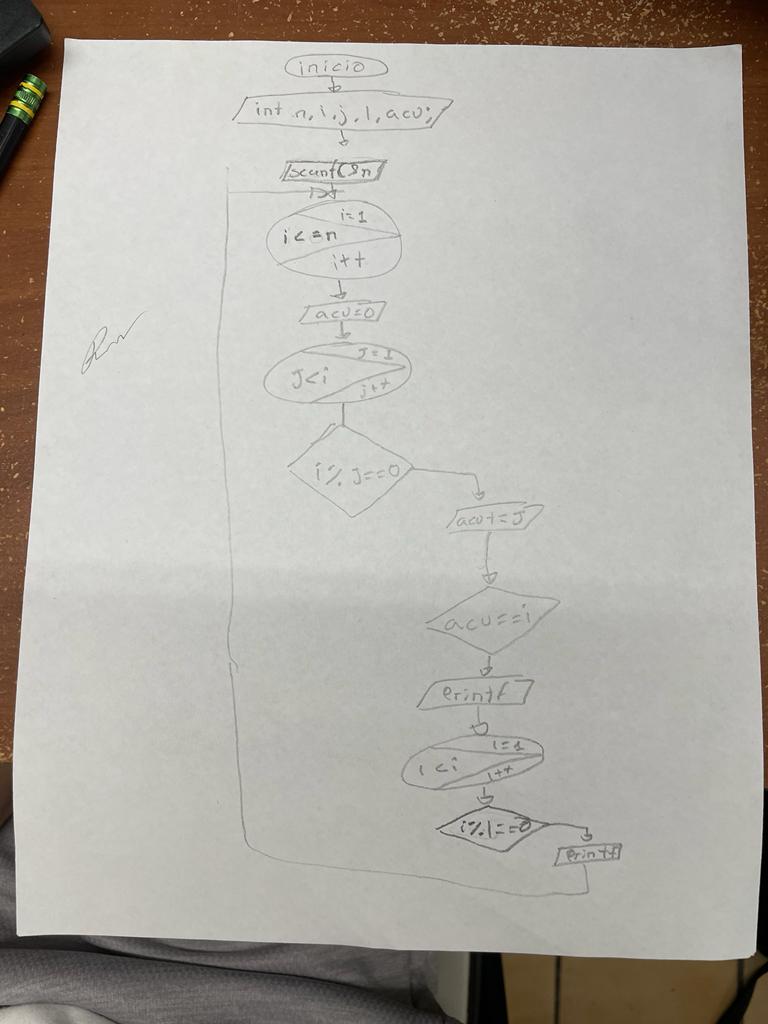 inicio
int n, i, j, l, acu;
scanf(&n
i=1
i<=n
i++
acu=0
J=1
J<i
j++
i% J==0
acu+=J
acu==i
Printf
l=1
l<i
l++
i%l==0
Printf